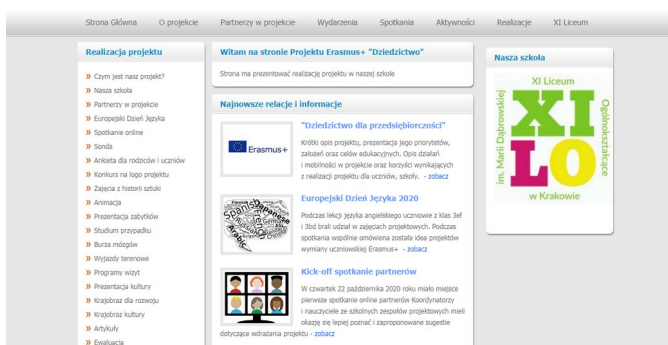 Strona Główna O projekcie Partnerzy w projekcie Wydarzenia Spotkania Aktywności Realizacje XI Liceum
Realizacja projektu
» Czym jest nasz projekt?
» Nasza szkoła
» Partnerzy w projekcie
» Europejski Dzień Języka
» Spotkanie online
» Sonda
» Ankieta dla rodziców i uczniów
» Konkurs na logo projektu
» Zajęcia z historii sztuki
» Animacja
» Prezentacja zabytków
» Studium przypadku
» Burza mózgów
» Wyjazdy terenowe
» Programy wizyt
» Prezentacja kultury
» Krajobraz dla rozwoju
» Krajobraz kultury
» Artykuły
» Ewaluacja
Witam na stronie Projektu Erasmus+ "Dziedzictwo"
Strona ma prezentować realizację projektu w naszej szkole
Najnowsze relacje i informacje
Erasmus+
"Dziedzictwo dla przedsiębiorczości"
Krótki opis projektu, prezentacja jego priorytetów,
założeń oraz celów edukacyjnych. Opis działań
i mobilności w projekcie oraz korzyści wynikających
z realizacji projektu dla uczniów, szkoły. - zobacz
Spanish
Japanese
German
Arabic
Europejski Dzień Języka 2020
Podczas lekcji języka angielskiego uczniowie z klas 3ef
i 3bd brali udział w zajęciach projektowych. Podczas
spotkania wspólnie omówiona została idea projektów
wymiany uczniowskiej Erasmus+ - zobacz
Kick-off spotkanie partnerów
W czwartek 22 października 2020 roku miało miejsce
pierwsze spotkanie online partnerów Koordynatorzy
i nauczyciele ze szkolnych zespołów projektowych mieli
okazję się lepiej poznać i zaproponowane sugestie
dotyczące wdrażania projektu - zobacz
Nasza szkoła
XI Liceum
Ogólnokształcące
im. Marii Dąbrowskiej
XI
LO
w Krakowie